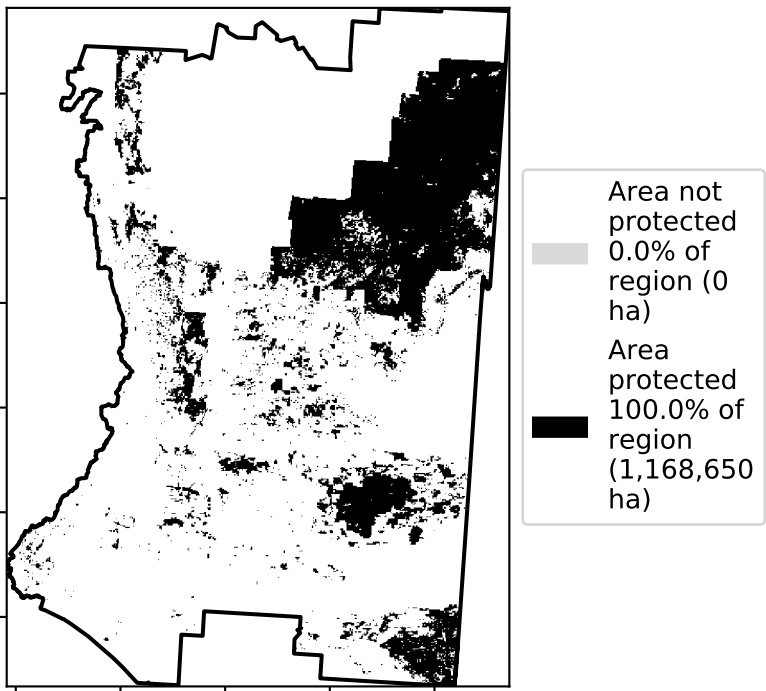 Area not
protected
0.0% of
region (0
ha)
Area
protected
100.0% of
region
(1,168,650
ha)